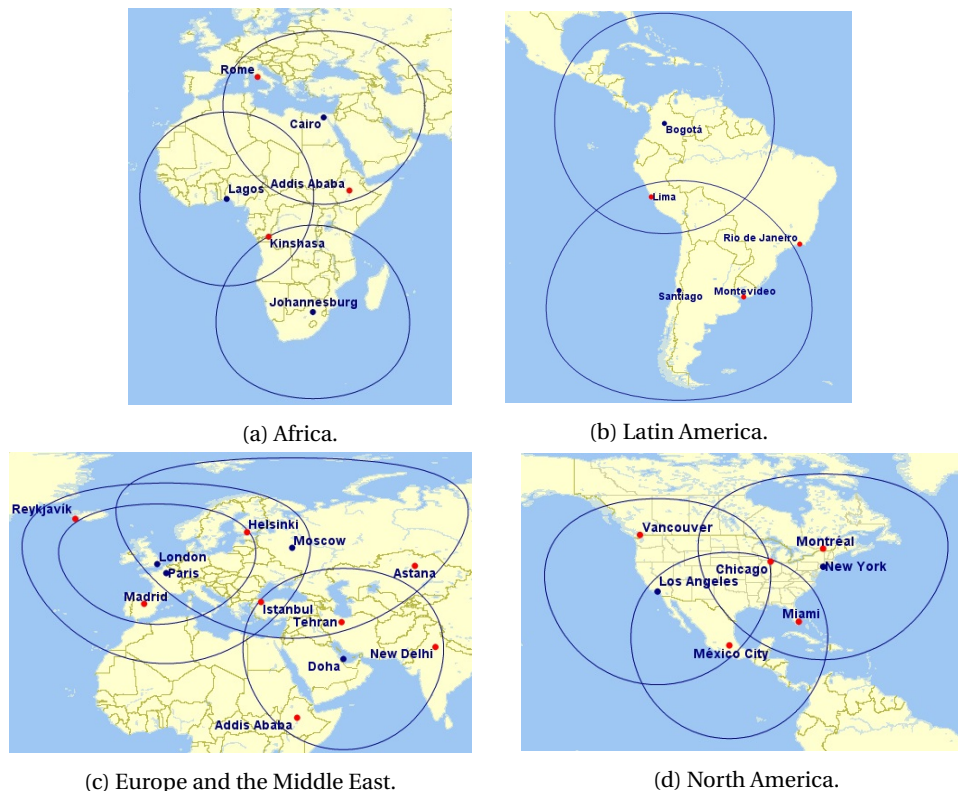 Rome
Cairo
Lagos
Addis Ababa
Kinshasa
Johannesburg
(a) Africa.
Bogotá
Lima
Rio de Janeiro
Santiago
Montevideo
(b) Latin America.
Reykjavik
Helsinki
Moscow
London
Paris
Astana
Madrid
Istanbul
Tehran
New Delhi
Doha
Addis Ababa
(c) Europe and the Middle East.
Vancouver
Montréal
Chicago
New York
Los Angeles
Miami
México City
(d) North America.